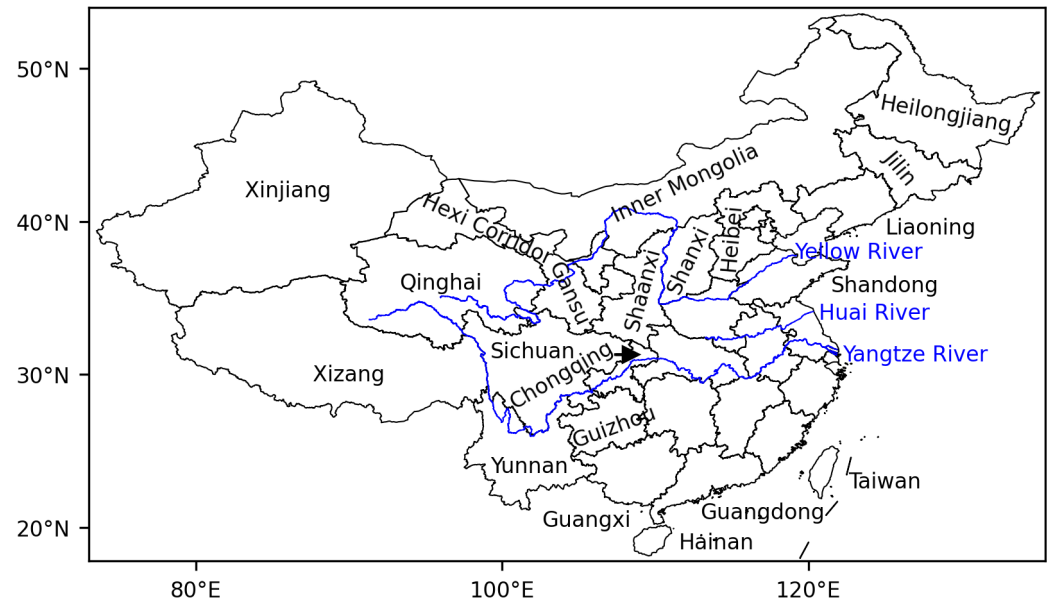 50°N
Heilongjiang
Jilin
Inner Mongolia
Xinjiang
Hexi Corridor
40°N
Liaoning
Heibei
Yellow River
Shanxi
Qinghai
Gansu
Shaanxi
Shandong
Huai River
Sichuan
Yangtze River
30°N
Xizang
Chongqing
Guizhou
Yunnan
Taiwan
Guangxi
Guangdong
20°N
Hainan
80°E
100°E
120°E